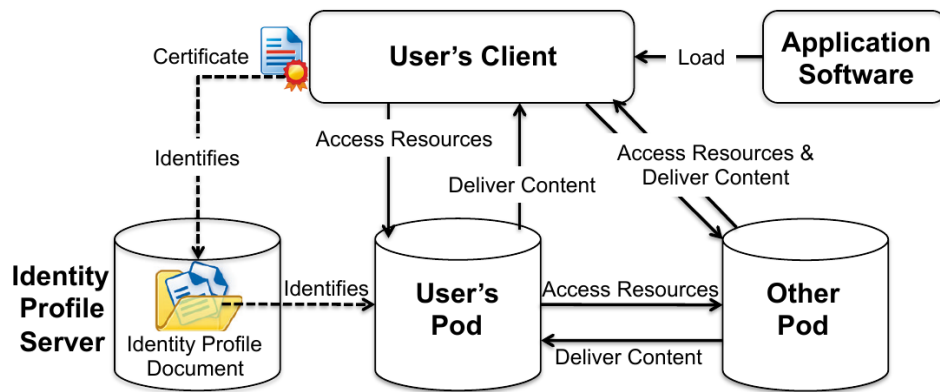 Certificate
User's Client
Load
Application
Software
Identifies
Access Resources
Deliver Content
Access Resources &
Deliver Content
Identity
Profile
Server
Identity Profile
Document
Identifies
User's
Pod
Access Resources
Deliver Content
Other
Pod